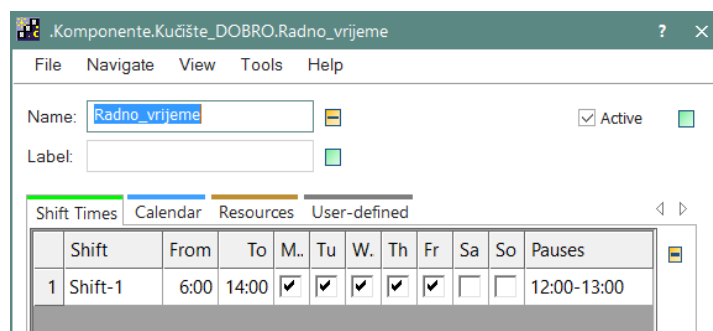 .Komponente.Kučište_DOBRO.Radno_vrijeme ? ×
File Navigate View Tools Help
Name: Radno_vrijeme Active
Label:
Shift Times Calendar Resources User-defined
Shift From To M.. Tu W. Th Fr Sa So Pauses
1 Shift-1 6:00 14:00 12:00-13:00